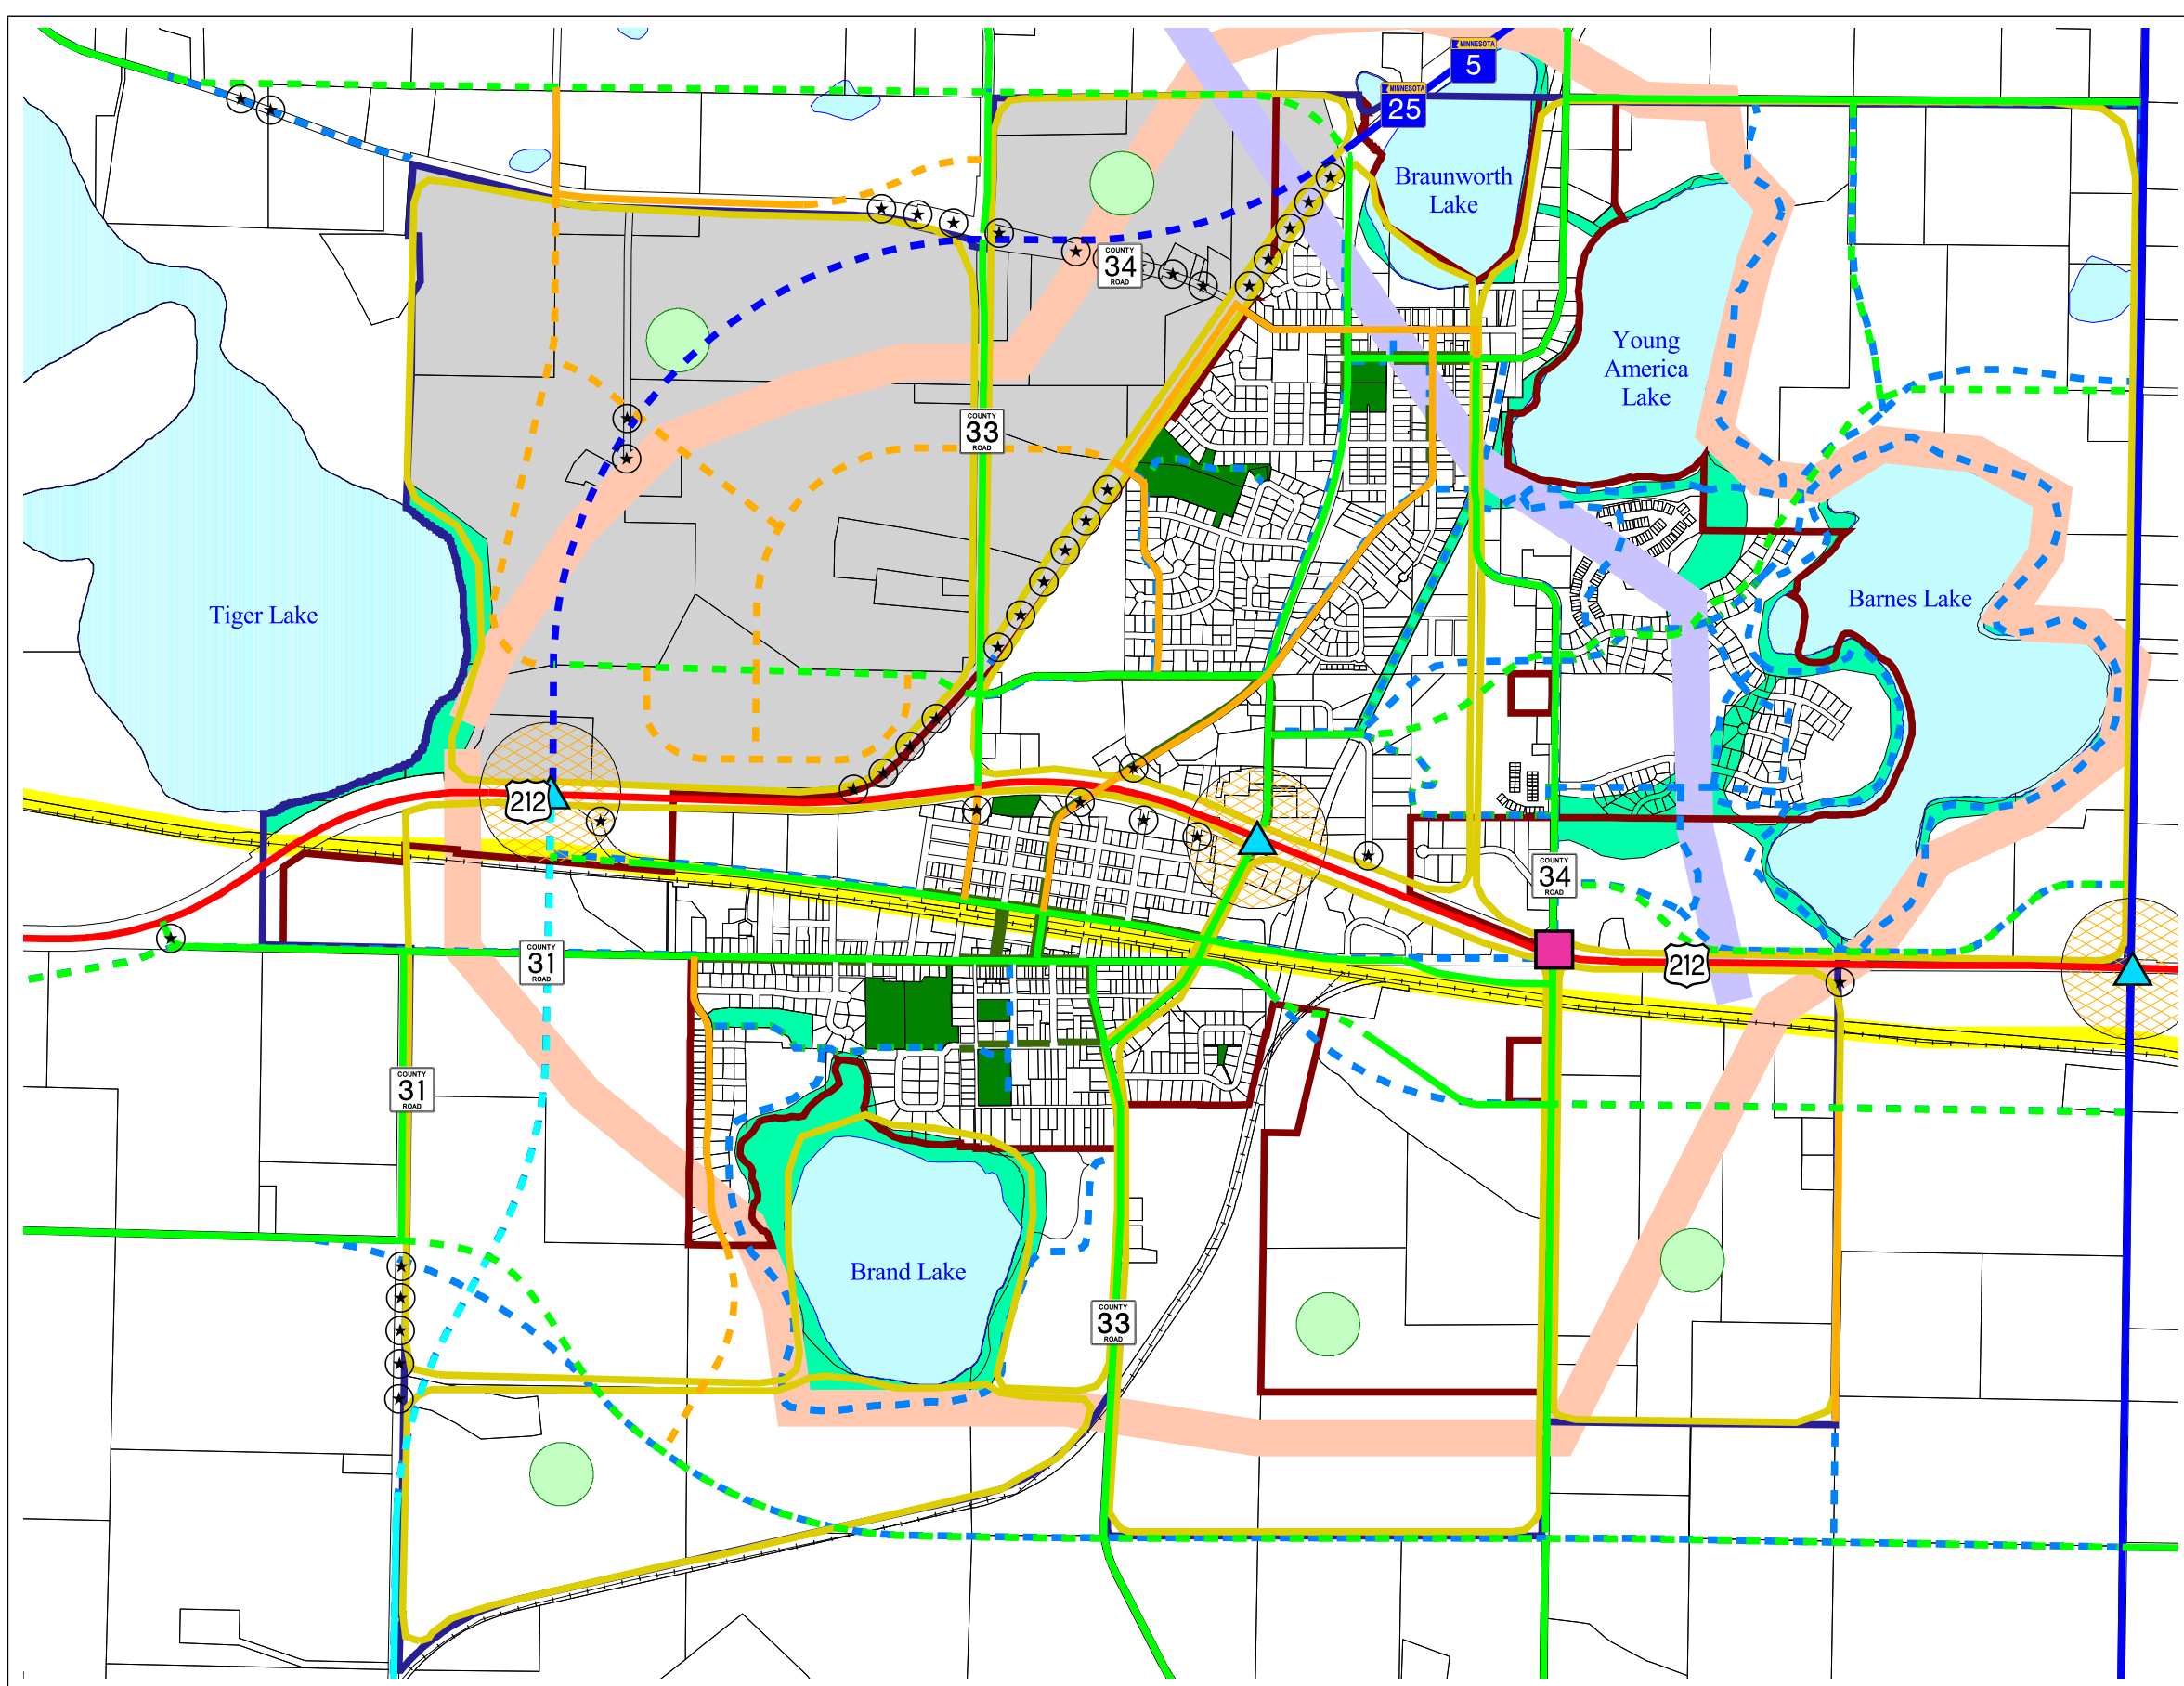 MINNESOTA
5
MINNESOTA
25
Braunworth
Lake
COUNTY
34
ROAD
Young
America
Lake
COUNTY
33
ROAD
Tiger Lake
Barnes Lake
212
COUNTY
34
ROAD
COUNTY
31
ROAD
212
COUNTY
31
ROAD
Brand Lake
COUNTY
33
ROAD